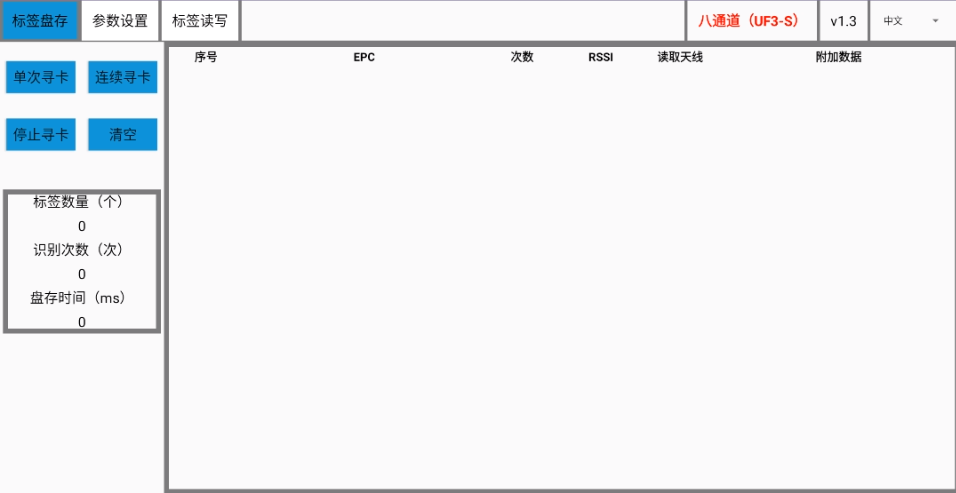 标签盘存 参数设置 标签读写 八通道（UF3-S） v1.3 中文
单次寻卡 连续寻卡
停止寻卡 清空
标签数量（个）
0
识别次数（次）
0
盘存时间（ms）
0
序号 EPC 次数 RSSI 读取天线 附加数据